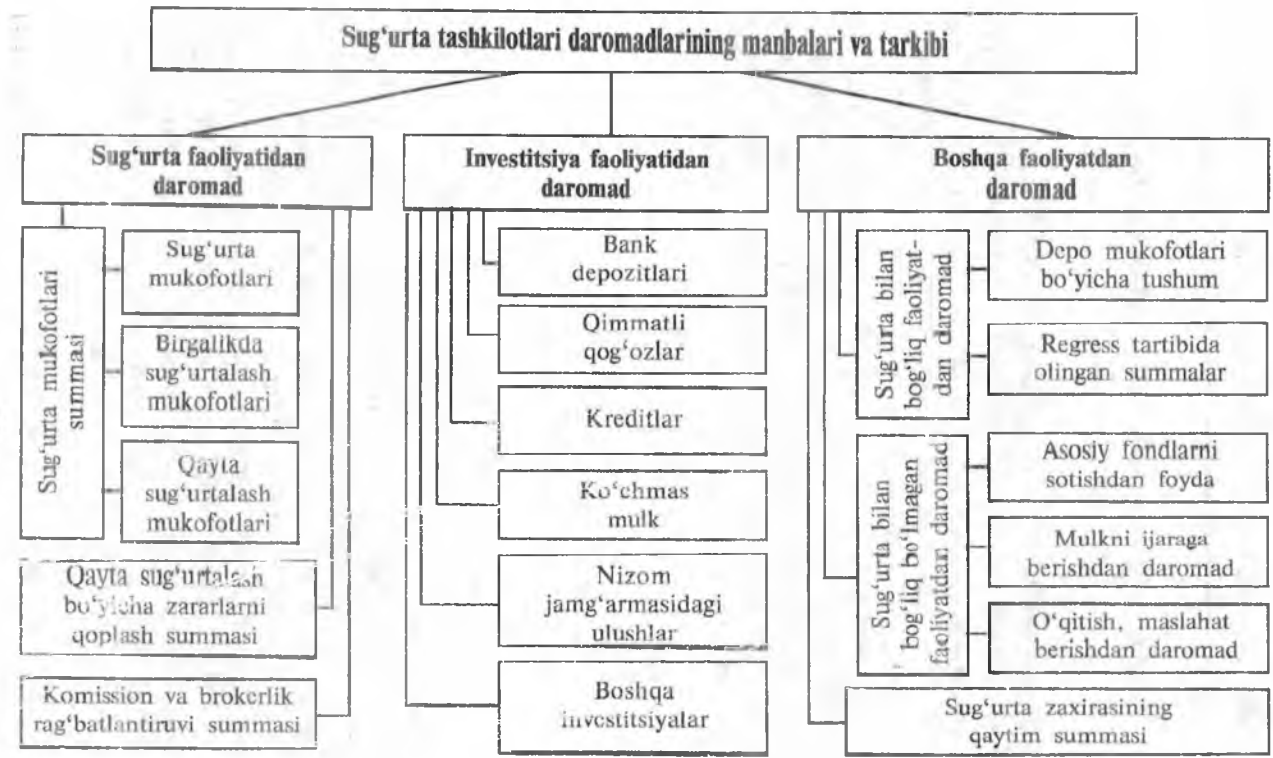 Sug‘urta tashkilotlari daromadlarining manbalari va tarkibi
Sug‘urta faoliyatidan
daromad
Sug‘urta mukofotlari
summasi
Sug‘urta
mukofotlari
Birgalikda
sug‘urtalash
mukofotlari
Qayta
sug‘urtalash
mukofotlari
Qayta sug‘urtalash
bo‘yicha zararlarni
qoplash summasi
Komission va brokerlik
rag‘batlantiruvi summasi
Investitsiya faoliyatidan
daromad
Bank
depozitlari
Qimmatli
qog‘ozlar
Kreditlar
Ko‘chmas
mulk
Nizom
jamg‘armasidagi
ulushlar
Boshqa
investitsiyalar
Boshqa faoliyatdan
daromad
Sug‘urta bilan
bog‘liq faoliyat-
dan daromad
Depo mukofotlari
bo‘yicha tushum
Regress tartibida
olingan summalar
Sug‘urta bilan
bog‘liq bo‘lmagan
faoliyatdan daromad
Asosiy fondlarni
sotishdan foyda
Mulkni ijaraga
berishdan daromad
O‘qitish, maslahat
berishdan daromad
Sug‘urta zaxirasining
qaytim summasi